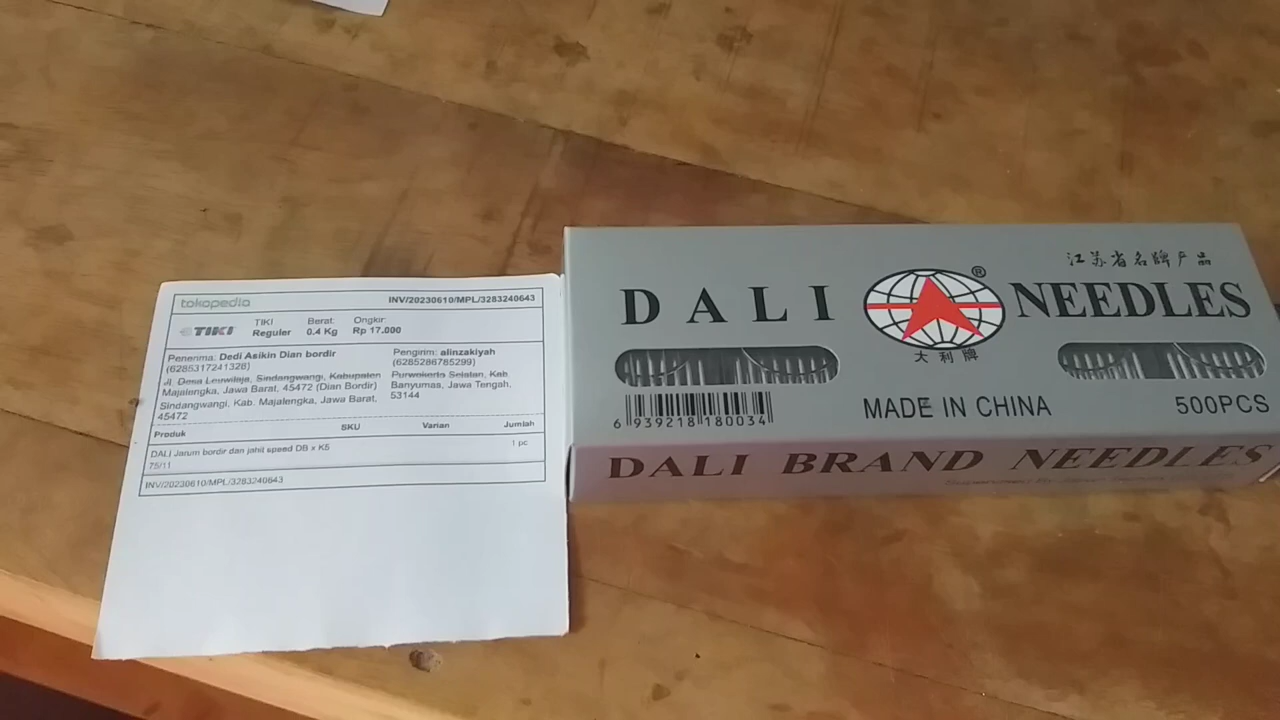 tokopedia
INV/20230610/MPL/3283240643
TIKI
TIKI Reguler
Berat: 0.4 Kg
Ongkir: Rp 17.000
Penerima: Dedi Asikin Dian bordir
(6285317241328)
Jl. Desa Leuwilaja, Sindangwangi, Kabupaten
Majalengka, Jawa Barat, 45472 (Dian Bordir)
Sindangwangi, Kab. Majalengka, Jawa Barat,
45472
Pengirim: alinzakiyah
(6285286785299)
Purwokerto Selatan, Kab.
Banyumas, Jawa Tengah,
53144
Produk SKU Varian Jumlah
DALI Jarum bordir dan jahit speed DB x K5
75/11
1 pc
INV/20230610/MPL/3283240643
江苏省名牌产品
DALI NEEDLES
®
大利牌
6 939218 180034
MADE IN CHINA
500PCS
DALI BRAND NEEDLES